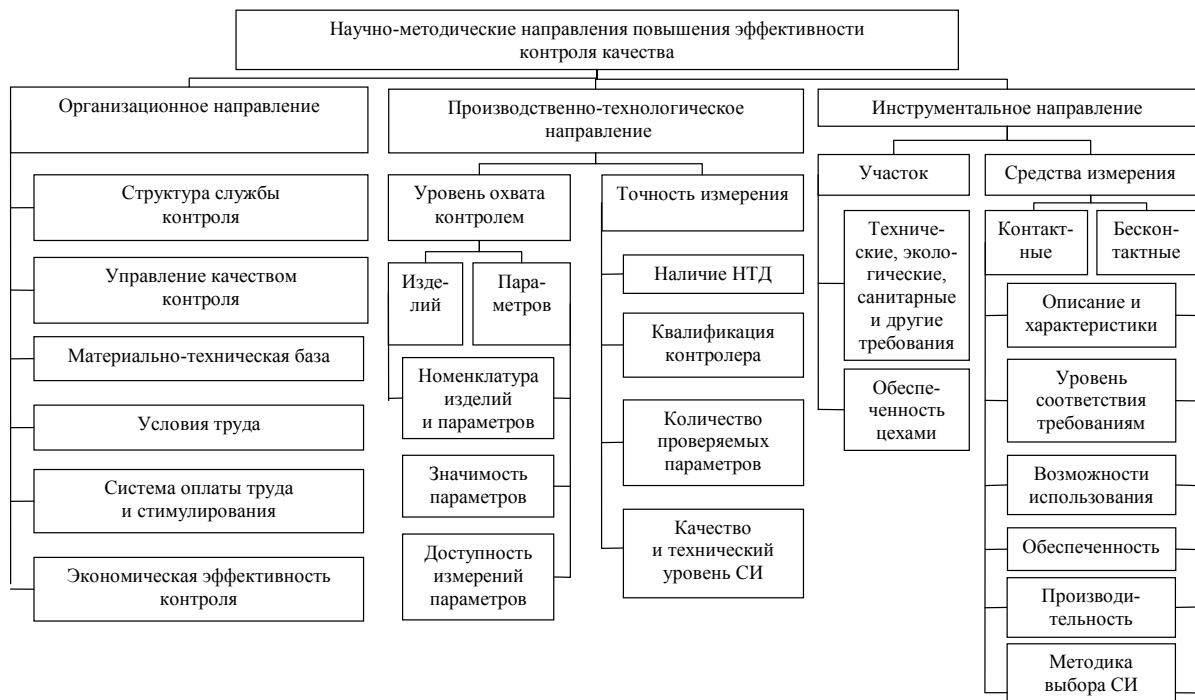 Научно-методические направления повышения эффективности
контроля качества
Организационное направление
Структура службы
контроля
Управление качеством
контроля
Материально-техническая база
Условия труда
Система оплаты труда
и стимулирования
Экономическая эффективность
контроля
Производственно-технологическое
направление
Уровень охвата
контролем
Изде-
лий
Пара-
метров
Номенклатура
изделий
и параметров
Значимость
параметров
Доступность
измерений
параметров
Точность измерения
Наличие НТД
Квалификация
контролера
Количество
проверяемых
параметров
Качество
и технический
уровень СИ
Инструментальное направление
Участок
Техниче-
ские, эколо-
гические,
санитарные
и другие
требования
Обеспе-
ченность
цехами
Средства измерения
Контакт-
ные
Бескон-
тактные
Описание и
характеристики
Уровень
соответствия
требованиям
Возможности
использования
Обеспеченность
Производи-
тельность
Методика
выбора СИ